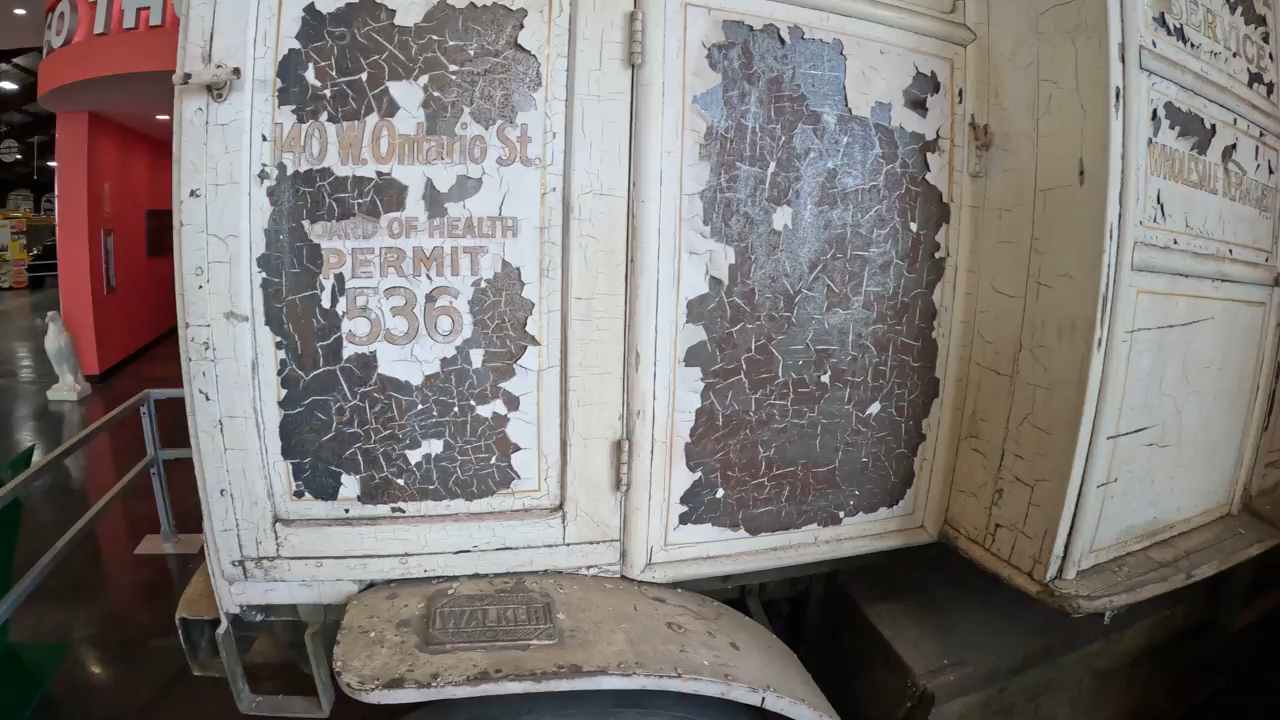 140 W. Ontario St.
OARD OF HEALTH
PERMIT
536
WALKER
SERVICE
WHOLESALE DEPARTMENT